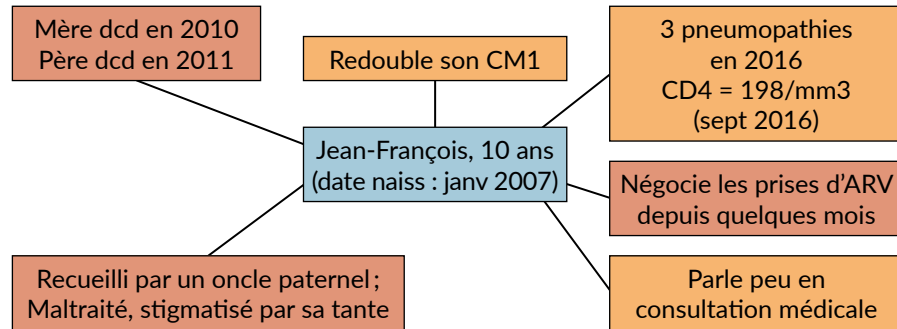 Mère dcd en 2010
Père dcd en 2011
Redouble son CM1
3 pneumopathies
en 2016
CD4 = 198/mm3
(sept 2016)
Jean-François, 10 ans
(date naiss : janv 2007)
Négocie les prises d’ARV
depuis quelques mois
Recueilli par un oncle paternel ;
Maltraité, stigmatisé par sa tante
Parle peu en
consultation médicale